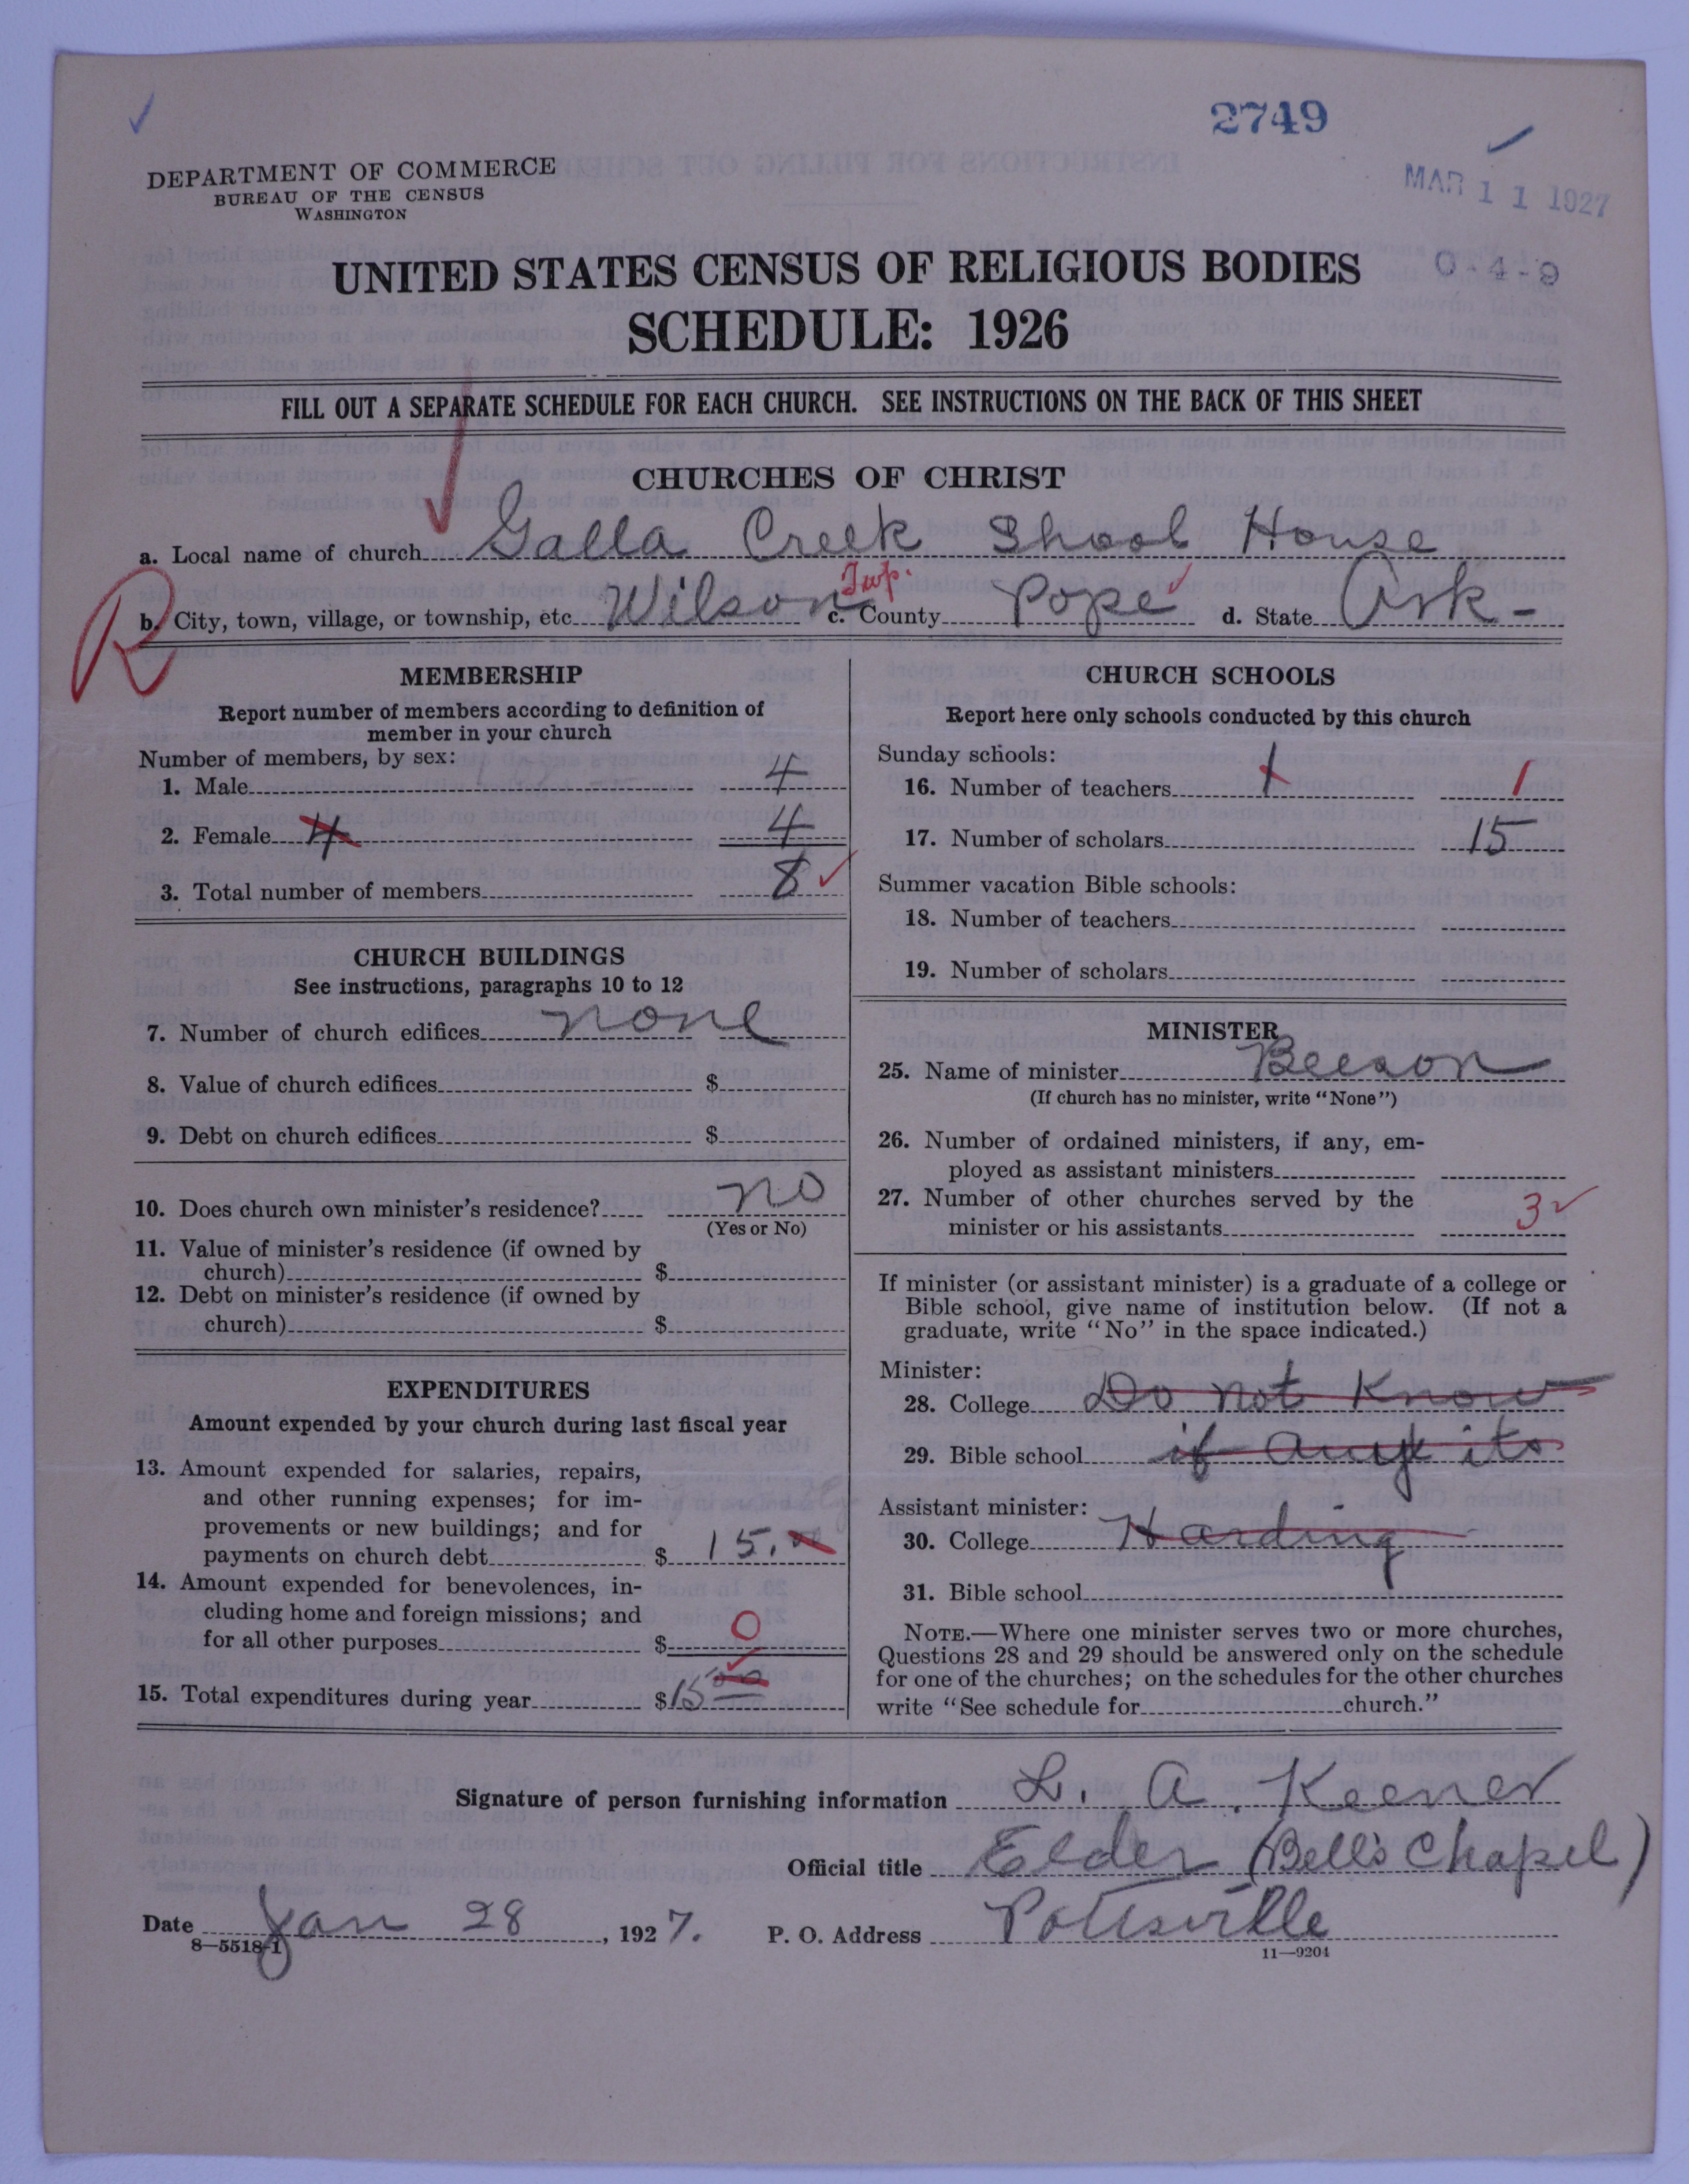 2749
MAR 11 1927
0-4-9
DEPARTMENT OF COMMERCE
BUREAU OF THE CENSUS
WASHINGTON
UNITED STATES CENSUS OF RELIGIOUS BODIES
SCHEDULE: 1926
FILL OUT A SEPARATE SCHEDULE FOR EACH CHURCH. SEE INSTRUCTIONS ON THE BACK OF THIS SHEET
CHURCHES OF CHRIST
a. Local name of church Galla Creek Shool House
b. City, town, village, or township, etc. Wilson Twp. c. County Pope d. State Ark-
R
MEMBERSHIP
Report number of members according to definition of
member in your church
Number of members, by sex:
1. Male 4
2. Female 4 4
3. Total number of members 8
CHURCH BUILDINGS
See instructions, paragraphs 10 to 12
7. Number of church edifices none
8. Value of church edifices $
9. Debt on church edifices $
10. Does church own minister's residence? no
(Yes or No)
11. Value of minister's residence (if owned by
church) $
12. Debt on minister's residence (if owned by
church) $
EXPENDITURES
Amount expended by your church during last fiscal year
13. Amount expended for salaries, repairs,
and other running expenses; for im-
provements or new buildings; and for
payments on church debt $ 15.00
14. Amount expended for benevolences, in-
cluding home and foreign missions; and
for all other purposes $ 0
15. Total expenditures during year $15 00
CHURCH SCHOOLS
Report here only schools conducted by this church
Sunday schools:
16. Number of teachers 1 1
17. Number of scholars 15
Summer vacation Bible schools:
18. Number of teachers
19. Number of scholars
MINISTER
25. Name of minister Beeson
(If church has no minister, write "None")
26. Number of ordained ministers, if any, em-
ployed as assistant ministers
27. Number of other churches served by the
minister or his assistants 3
If minister (or assistant minister) is a graduate of a college or
Bible school, give name of institution below. (If not a
graduate, write "No" in the space indicated.)
Minister:
28. College Do not Know
29. Bible school if any its
Assistant minister:
30. College Harding
31. Bible school
NOTE.—Where one minister serves two or more churches,
Questions 28 and 29 should be answered only on the schedule
for one of the churches; on the schedules for the other churches
write "See schedule for church."
Signature of person furnishing information L. A. Keener
Official title Elder (Bell's Chapel)
Date Jan 28, 1927. P. O. Address Pottsville
8—5518-1
11—9204